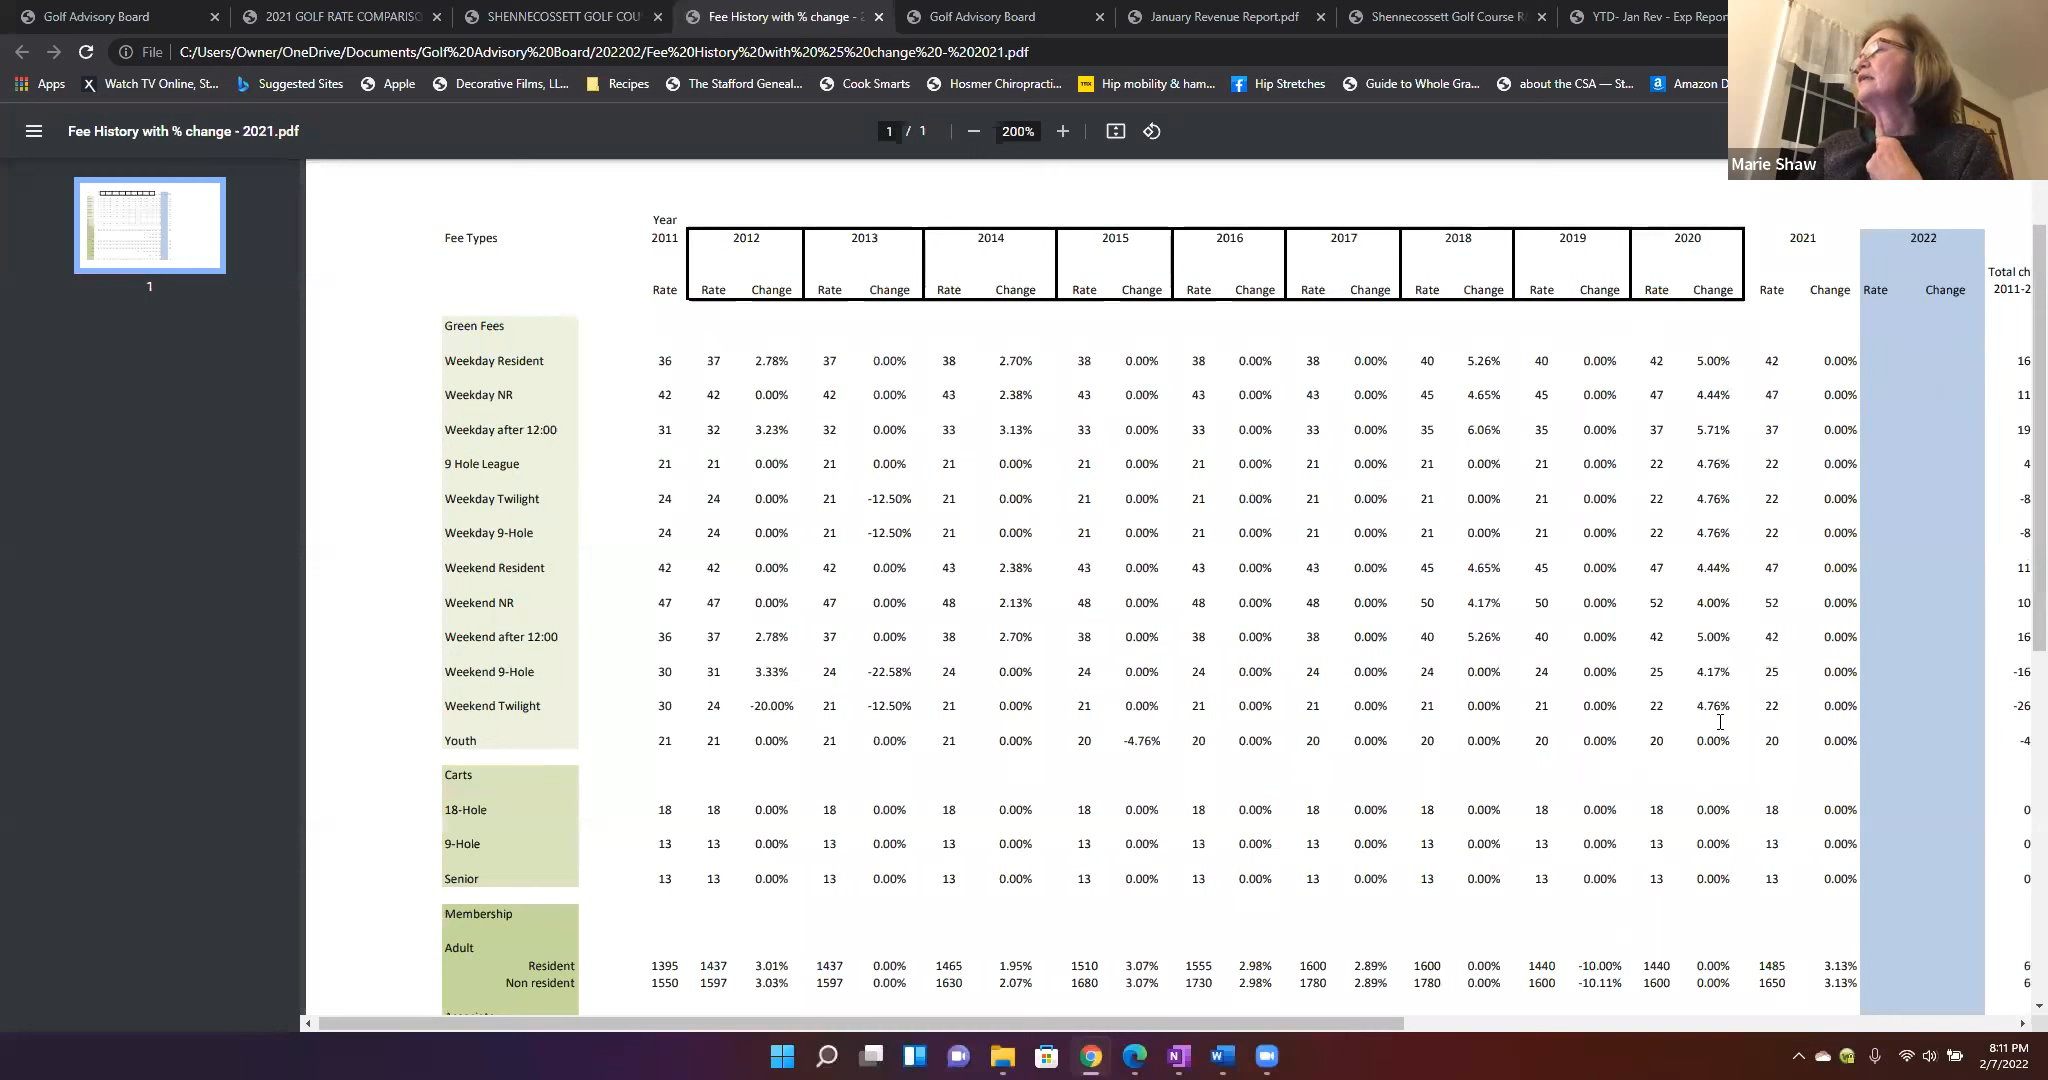 Golf Advisory Board
2021 GOLF RATE COMPARISO
SHENNECOSSETT GOLF COU
Fee History with % change - 2
Golf Advisory Board
January Revenue Report.pdf
Shennecossett Golf Course R
YTD- Jan Rev - Exp Repor
File C:/Users/Owner/OneDrive/Documents/Golf%20Advisory%20Board/202202/Fee%20History%20with%20%25%20change%20-%202021.pdf
Apps Watch TV Online, St... Suggested Sites Apple Decorative Films, LL... Recipes The Stafford Geneal... Cook Smarts Hosmer Chiropracti... Hip mobility & ham... Hip Stretches Guide to Whole Gra... about the CSA — St... Amazon D
Fee History with % change - 2021.pdf 1 / 1 200%
Marie Shaw
1
Year
Fee Types 2011 2012 2013 2014 2015 2016 2017 2018 2019 2020 2021 2022
Total ch
Rate Rate Change Rate Change Rate Change Rate Change Rate Change Rate Change Rate Change Rate Change Rate Change Rate Change Rate Change 2011-2
Green Fees
Weekday Resident 36 37 2.78% 37 0.00% 38 2.70% 38 0.00% 38 0.00% 38 0.00% 40 5.26% 40 0.00% 42 5.00% 42 0.00% 16
Weekday NR 42 42 0.00% 42 0.00% 43 2.38% 43 0.00% 43 0.00% 43 0.00% 45 4.65% 45 0.00% 47 4.44% 47 0.00% 11
Weekday after 12:00 31 32 3.23% 32 0.00% 33 3.13% 33 0.00% 33 0.00% 33 0.00% 35 6.06% 35 0.00% 37 5.71% 37 0.00% 19
9 Hole League 21 21 0.00% 21 0.00% 21 0.00% 21 0.00% 21 0.00% 21 0.00% 21 0.00% 21 0.00% 22 4.76% 22 0.00% 4
Weekday Twilight 24 24 0.00% 21 -12.50% 21 0.00% 21 0.00% 21 0.00% 21 0.00% 21 0.00% 21 0.00% 22 4.76% 22 0.00% -8
Weekday 9-Hole 24 24 0.00% 21 -12.50% 21 0.00% 21 0.00% 21 0.00% 21 0.00% 21 0.00% 21 0.00% 22 4.76% 22 0.00% -8
Weekend Resident 42 42 0.00% 42 0.00% 43 2.38% 43 0.00% 43 0.00% 43 0.00% 45 4.65% 45 0.00% 47 4.44% 47 0.00% 11
Weekend NR 47 47 0.00% 47 0.00% 48 2.13% 48 0.00% 48 0.00% 48 0.00% 50 4.17% 50 0.00% 52 4.00% 52 0.00% 10
Weekend after 12:00 36 37 2.78% 37 0.00% 38 2.70% 38 0.00% 38 0.00% 38 0.00% 40 5.26% 40 0.00% 42 5.00% 42 0.00% 16
Weekend 9-Hole 30 31 3.33% 24 -22.58% 24 0.00% 24 0.00% 24 0.00% 24 0.00% 24 0.00% 24 0.00% 25 4.17% 25 0.00% -16
Weekend Twilight 30 24 -20.00% 21 -12.50% 21 0.00% 21 0.00% 21 0.00% 21 0.00% 21 0.00% 21 0.00% 22 4.76% 22 0.00% -26
Youth 21 21 0.00% 21 0.00% 21 0.00% 20 -4.76% 20 0.00% 20 0.00% 20 0.00% 20 0.00% 20 0.00% 20 0.00% -4
Carts
18-Hole 18 18 0.00% 18 0.00% 18 0.00% 18 0.00% 18 0.00% 18 0.00% 18 0.00% 18 0.00% 18 0.00% 18 0.00% 0
9-Hole 13 13 0.00% 13 0.00% 13 0.00% 13 0.00% 13 0.00% 13 0.00% 13 0.00% 13 0.00% 13 0.00% 13 0.00% 0
Senior 13 13 0.00% 13 0.00% 13 0.00% 13 0.00% 13 0.00% 13 0.00% 13 0.00% 13 0.00% 13 0.00% 13 0.00% 0
Membership
Adult
Resident 1395 1437 3.01% 1437 0.00% 1465 1.95% 1510 3.07% 1555 2.98% 1600 2.89% 1600 0.00% 1440 -10.00% 1440 0.00% 1485 3.13% 6
Non resident 1550 1597 3.03% 1597 0.00% 1630 2.07% 1680 3.07% 1730 2.98% 1780 2.89% 1780 0.00% 1600 -10.11% 1600 0.00% 1650 3.13% 6
8:11 PM
2/7/2022